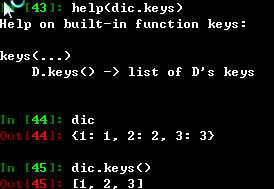 In [43]: help(dic.keys)
Help on built-in function keys:
keys(...)
D.keys() -> list of D's keys
In [44]: dic
Out[44]: {1: 1, 2: 2, 3: 3}
In [45]: dic.keys()
Out[45]: [1, 2, 3]